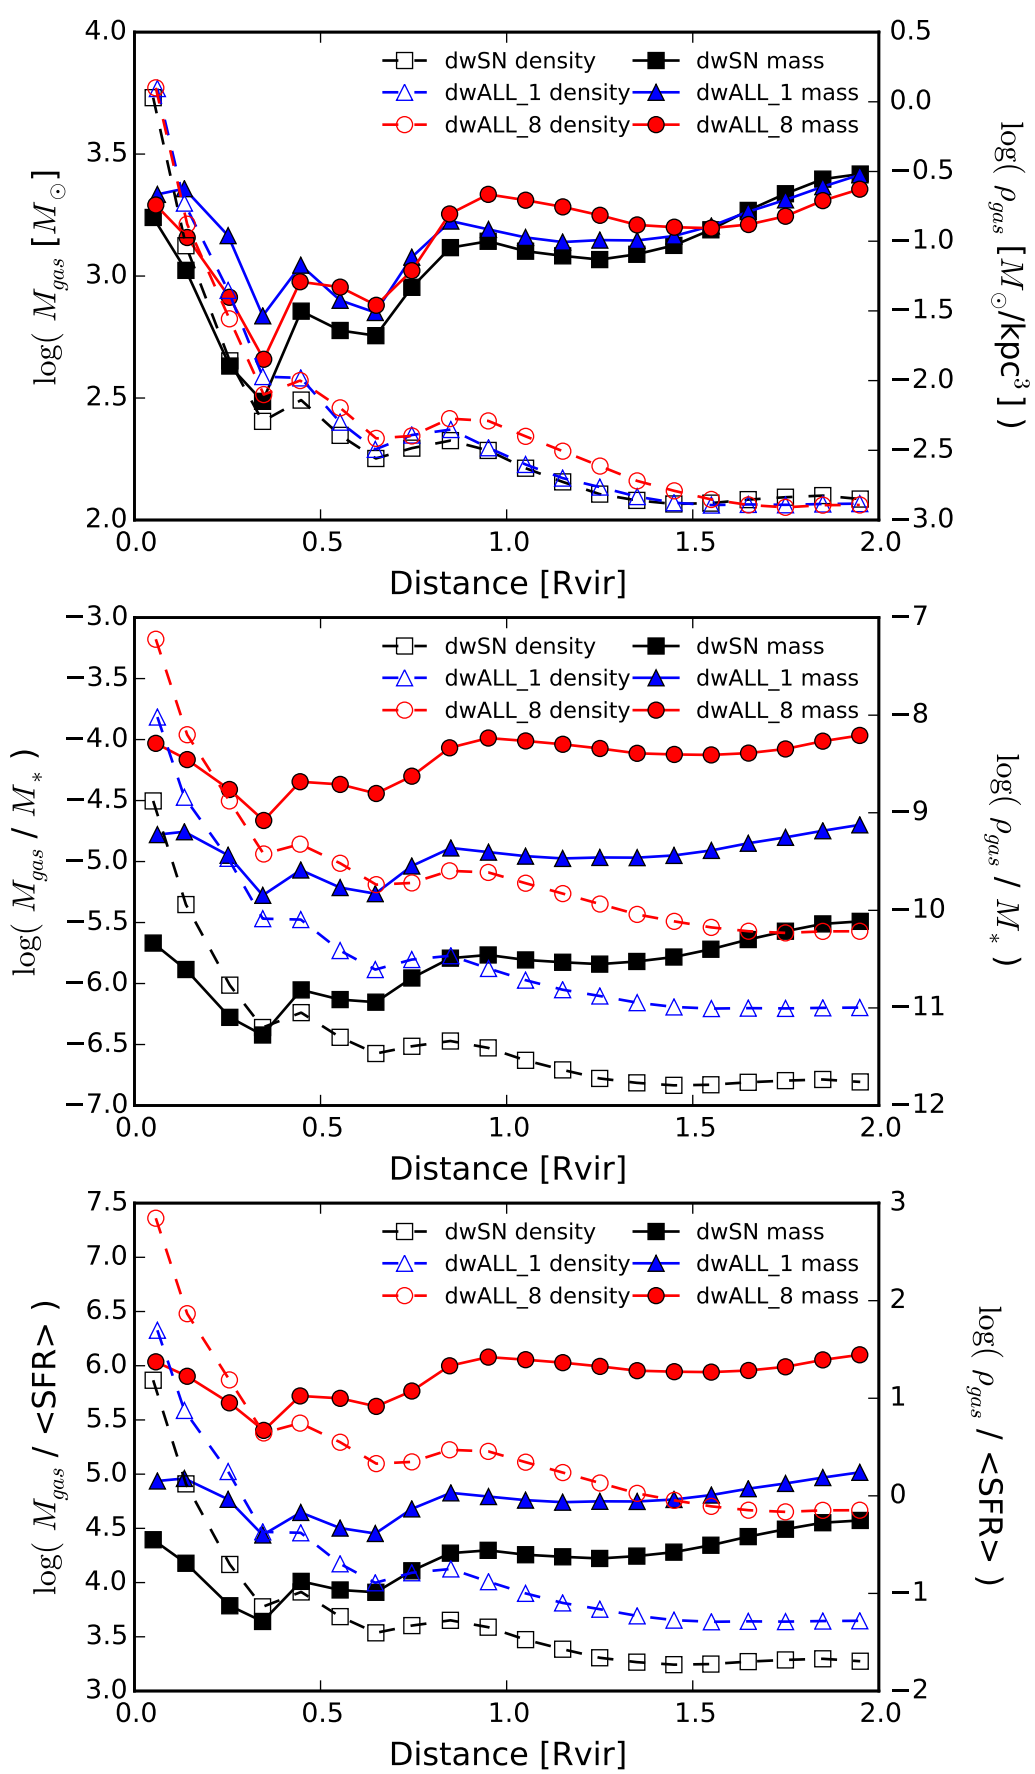 4.0
3.5
3.0
2.5
2.0
0.5
0.0
−0.5
−1.0
−1.5
−2.0
−2.5
−3.0
dwSN density
dwALL_1 density
dwALL_8 density
dwSN mass
dwALL_1 mass
dwALL_8 mass
log( M_gas [M_⊙]
log( ρ_gas [M_⊙/kpc³])
0.0 0.5 1.0 1.5 2.0
Distance [Rvir]
−3.0
−3.5
−4.0
−4.5
−5.0
−5.5
−6.0
−6.5
−7.0
−7
−8
−9
−10
−11
−12
dwSN density
dwALL_1 density
dwALL_8 density
dwSN mass
dwALL_1 mass
dwALL_8 mass
log( M_gas / M_* )
log( ρ_gas / M_* )
0.0 0.5 1.0 1.5 2.0
Distance [Rvir]
7.5
7.0
6.5
6.0
5.5
5.0
4.5
4.0
3.5
3.0
3
2
1
0
−1
−2
dwSN density
dwALL_1 density
dwALL_8 density
dwSN mass
dwALL_1 mass
dwALL_8 mass
log( M_gas / <SFR> )
log( ρ_gas / <SFR> )
0.0 0.5 1.0 1.5 2.0
Distance [Rvir]